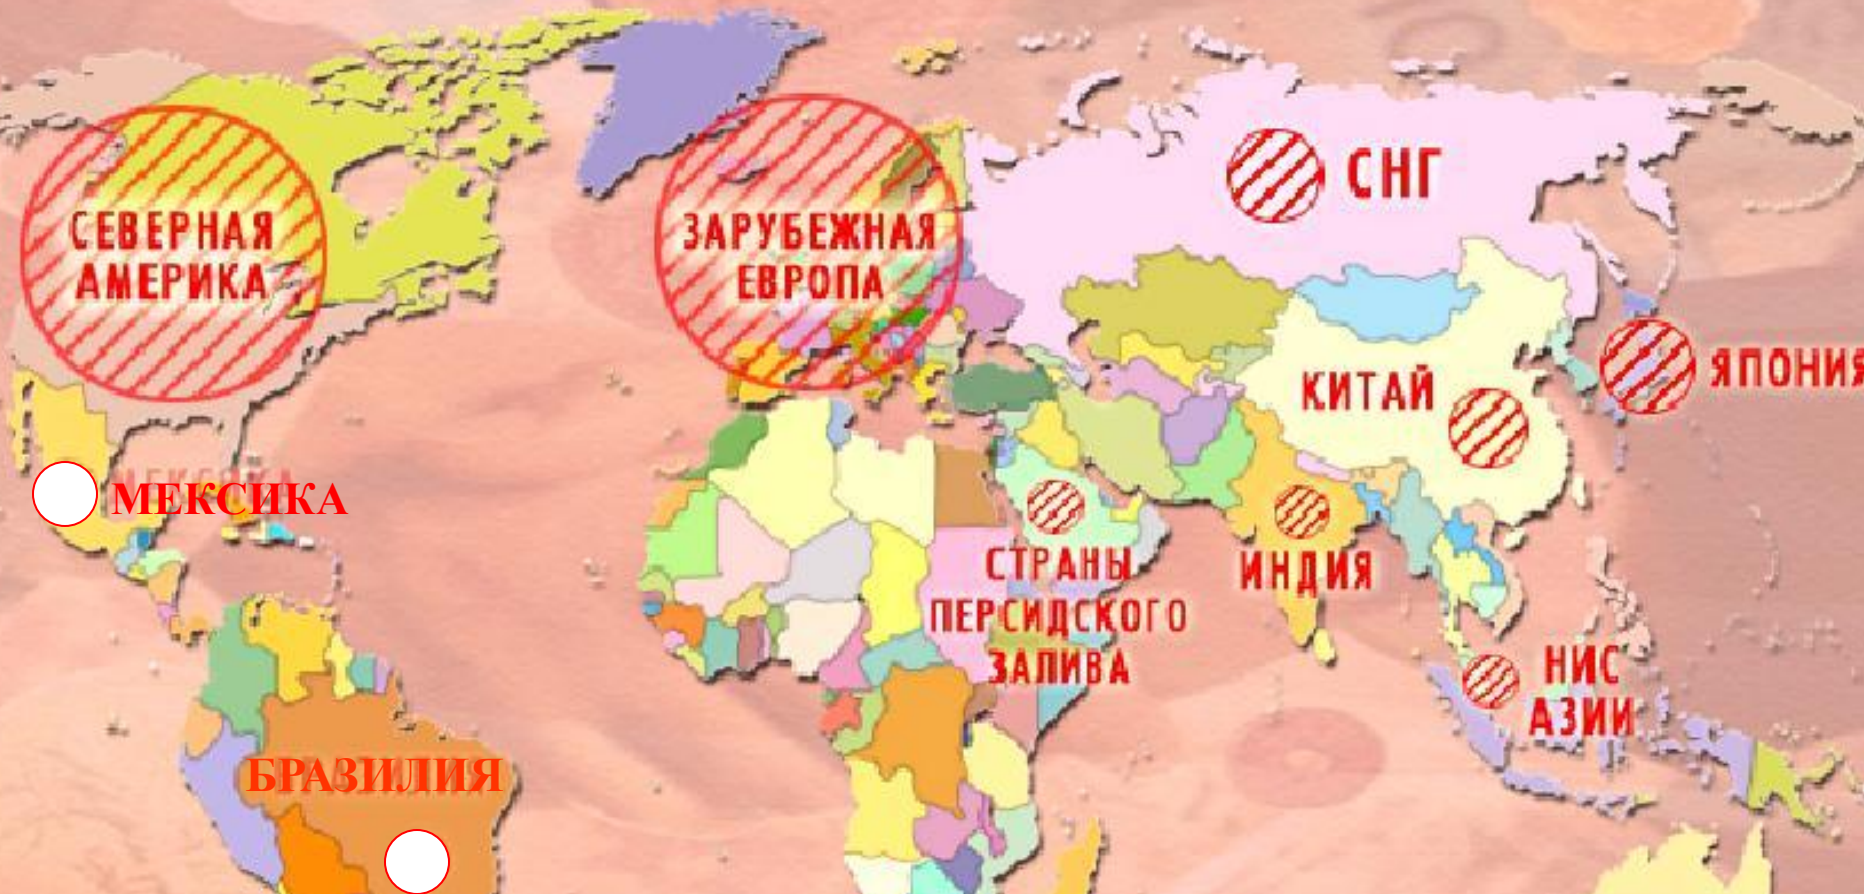 СЕВЕРНАЯ
АМЕРИКА
ЗАРУБЕЖНАЯ
ЕВРОПА
СНГ
ЯПОНИЯ
КИТАЙ
МЕКСИКА
ИНДИЯ
СТРАНЫ
ПЕРСИДСКОГО
ЗАЛИВА
НИС
АЗИИ
БРАЗИЛИЯ